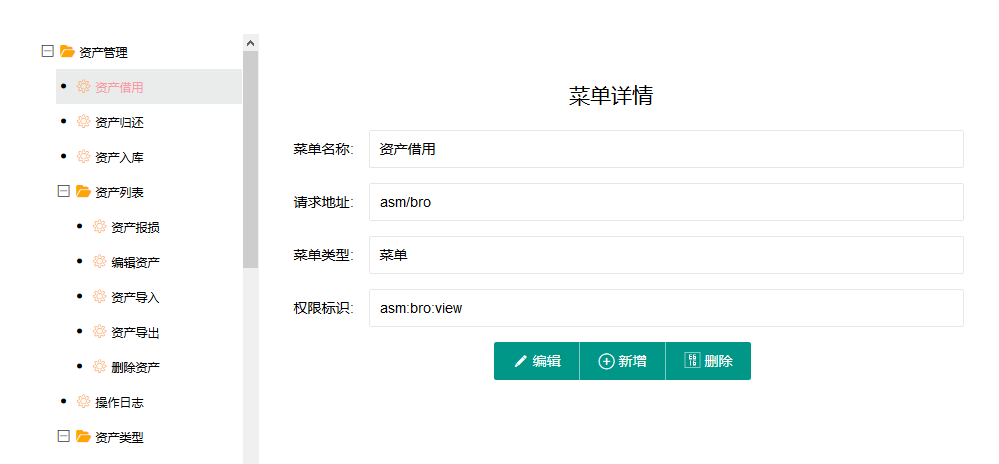 资产管理
资产借用
资产归还
资产入库
资产列表
资产报损
编辑资产
资产导入
资产导出
删除资产
操作日志
资产类型
菜单详情
菜单名称: 资产借用
请求地址: asm/bro
菜单类型: 菜单
权限标识: asm:bro:view
编辑 新增 删除